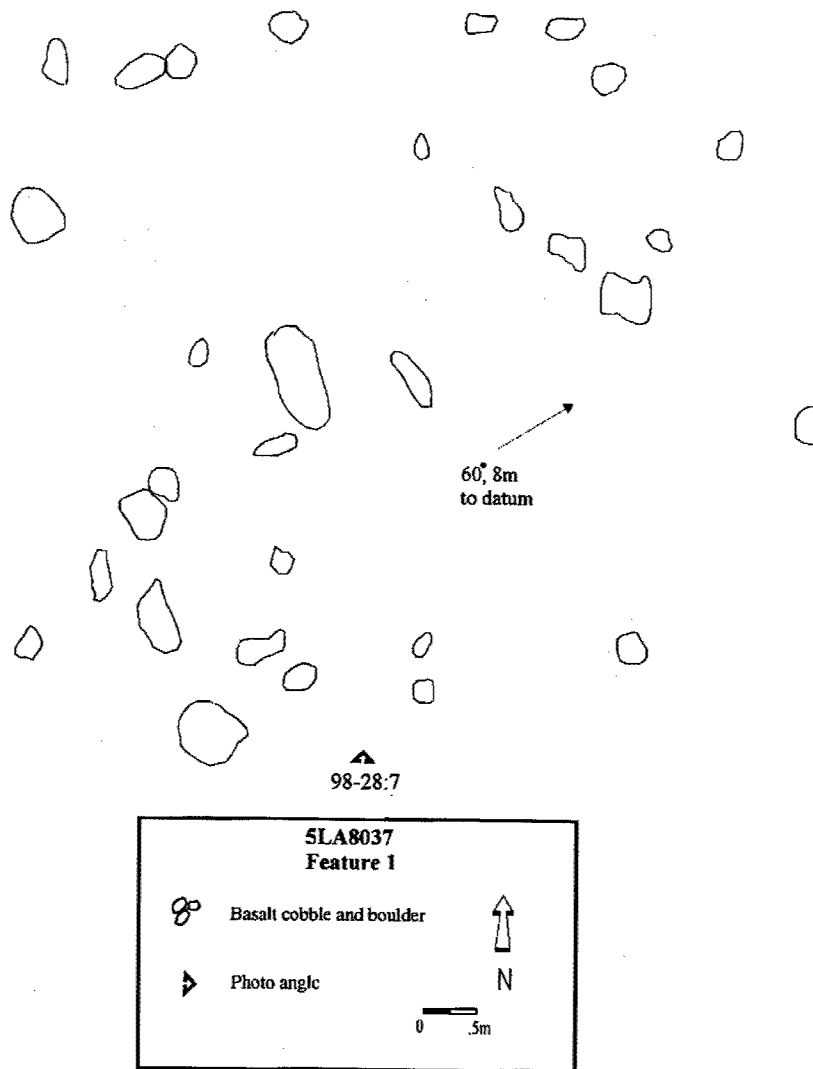 60°, 8m
to datum
98-28:7
5LA8037
Feature 1
Basalt cobble and boulder
Photo angle
N
0 .5m